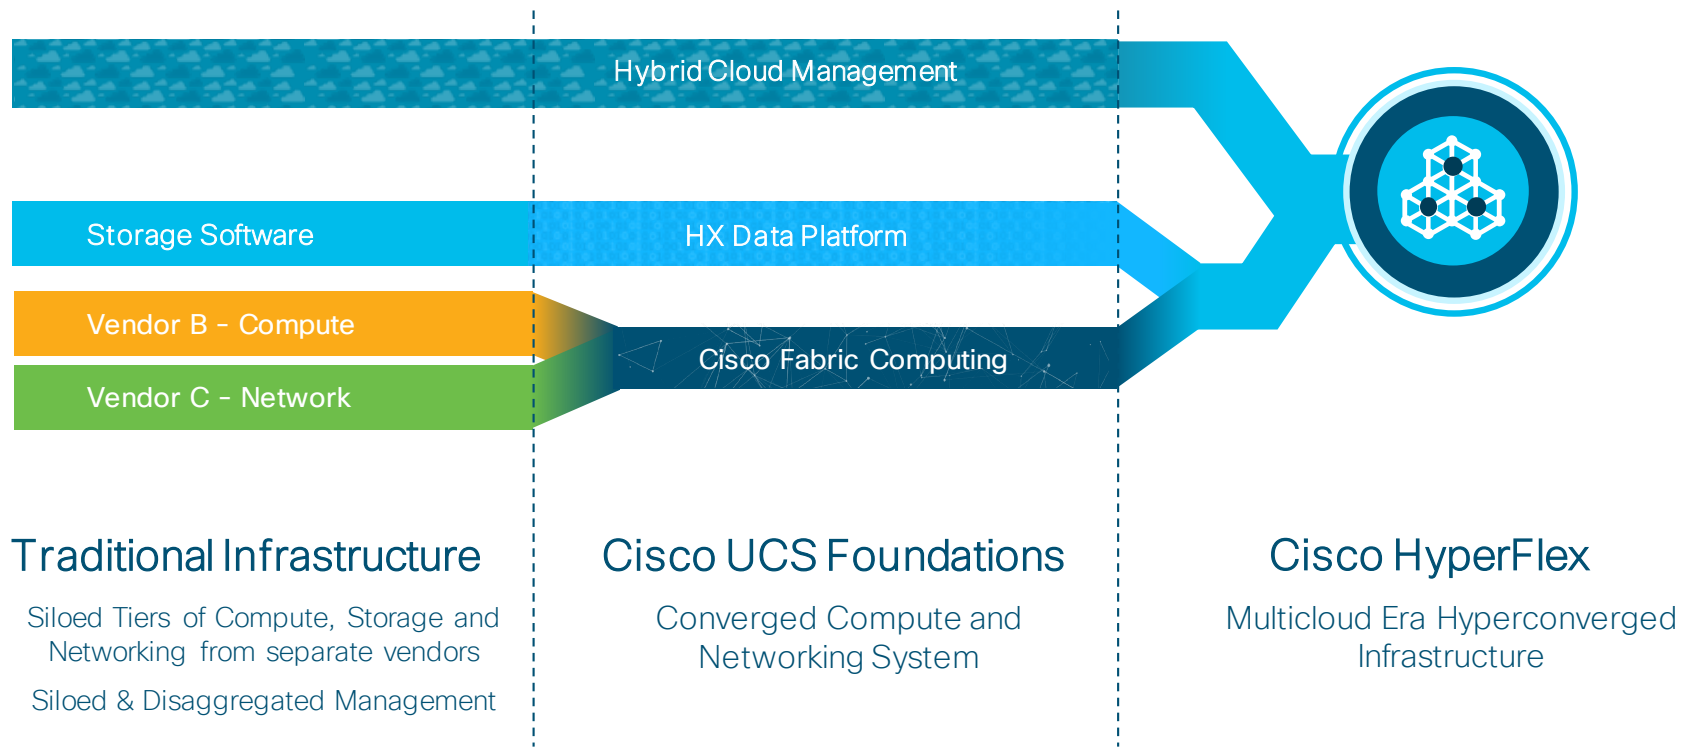 Hybrid Cloud Management
Storage Software
HX Data Platform
Vendor B - Compute
Cisco Fabric Computing
Vendor C - Network
Traditional Infrastructure
Siloed Tiers of Compute, Storage and
Networking from separate vendors
Siloed & Disaggregated Management
Cisco UCS Foundations
Converged Compute and
Networking System
Cisco HyperFlex
Multicloud Era Hyperconverged
Infrastructure